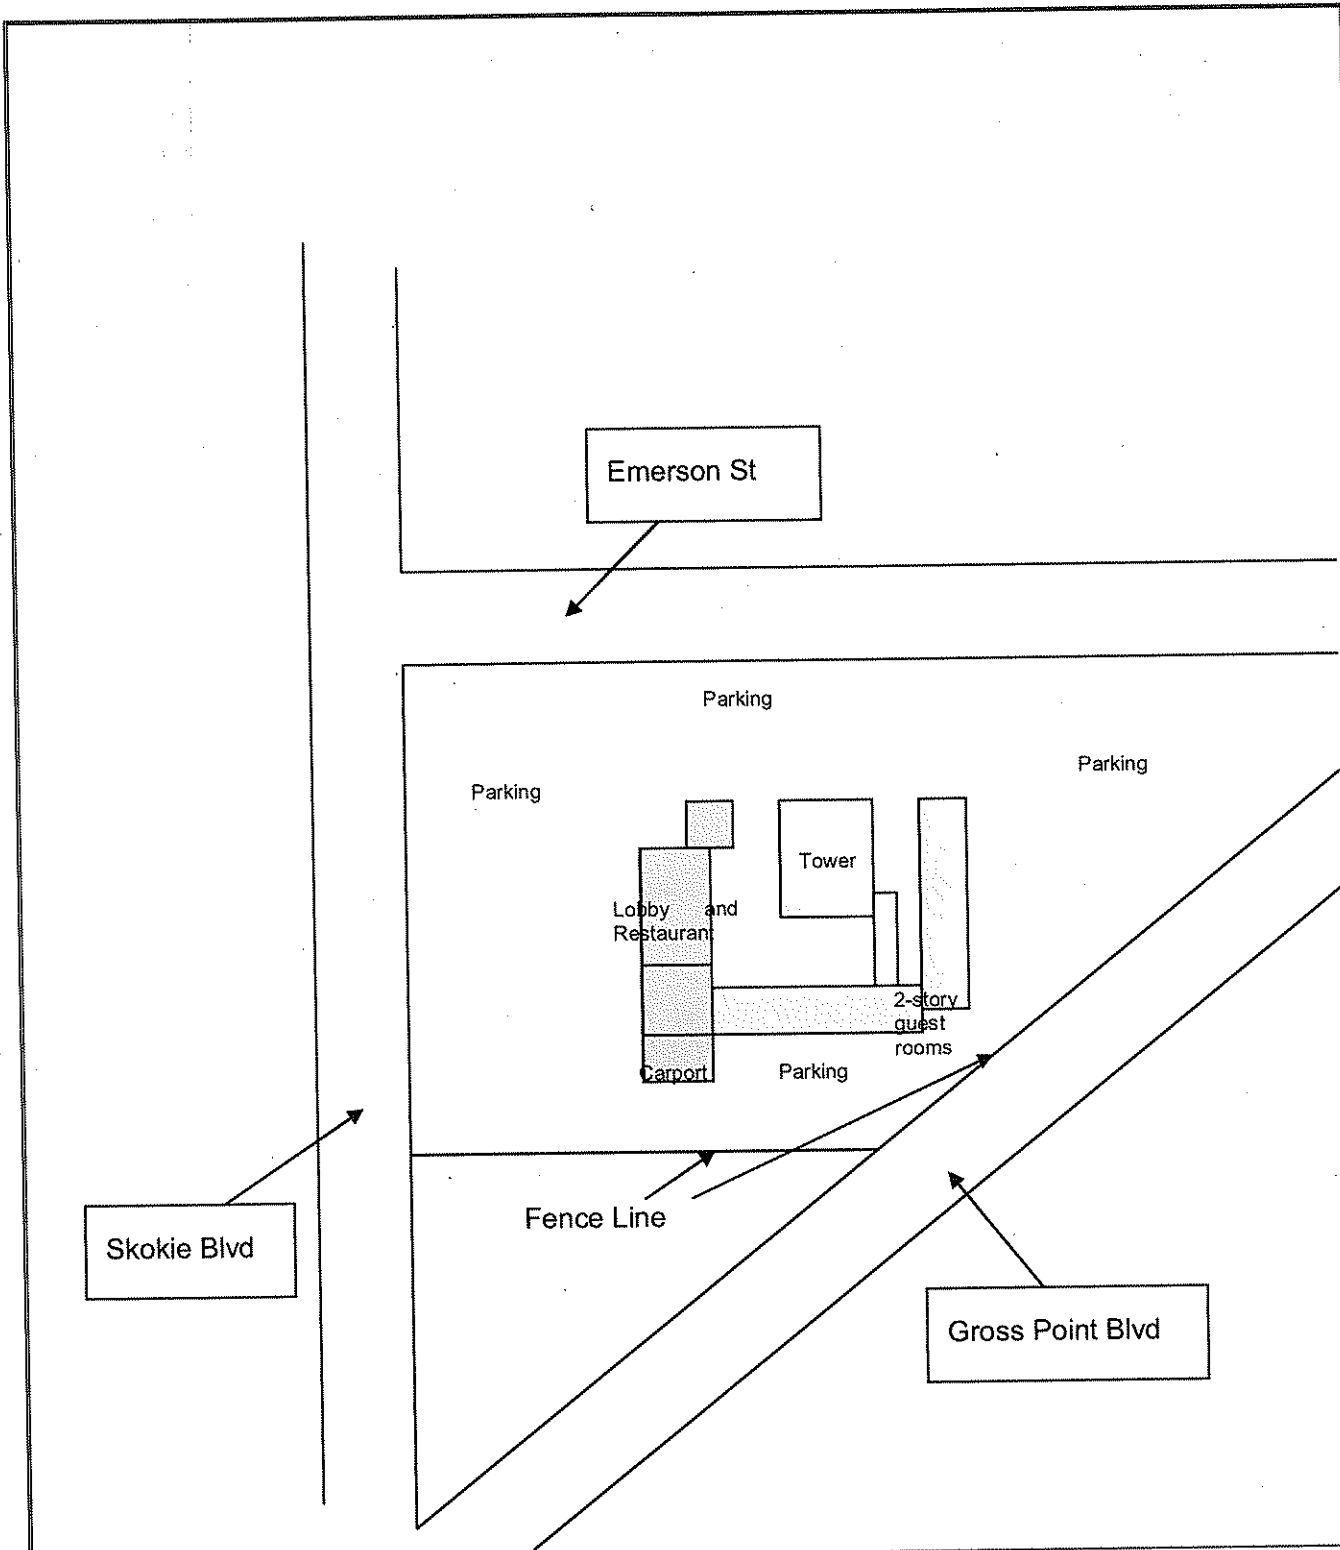 Emerson St
Parking
Parking
Parking
Tower
Lobby and
Restaurant
2-story
guest
rooms
Carport
Parking
Fence Line
Skokie Blvd
Gross Point Blvd